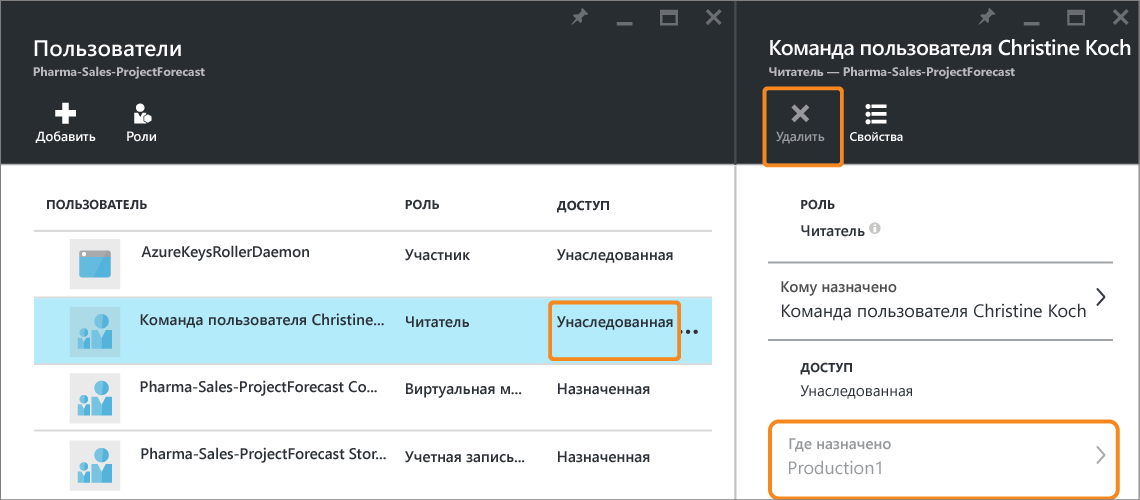 Пользователи
Pharma-Sales-ProjectForecast
Добавить
Роли
ПОЛЬЗОВАТЕЛЬ РОЛЬ ДОСТУП
AzureKeysRollerDaemon Участник Унаследованная
Команда пользователя Christine... Читатель Унаследованная ...
Pharma-Sales-ProjectForecast Co... Виртуальная м... Назначенная
Pharma-Sales-ProjectForecast Stor... Учетная запись... Назначенная
Команда пользователя Christine Koch
Читатель — Pharma-Sales-ProjectForecast
Удалить
Свойства
РОЛЬ
Читатель
Кому назначено
Команда пользователя Christine Koch
ДОСТУП
Унаследованная
Где назначено
Production1